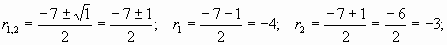 r₁,₂ = (−7 ± √1)/2 = (−7 ± 1)/2; r₁ = (−7 − 1)/2 = −4; r₂ = (−7 + 1)/2 = (−6)/2 = −3;